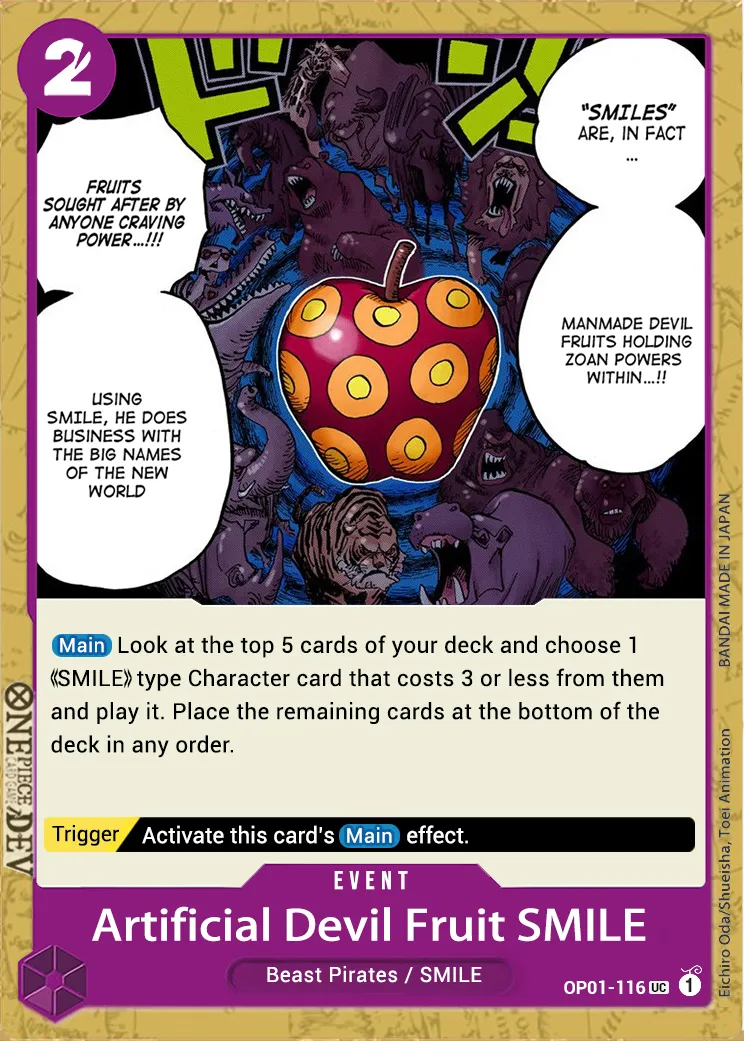 2
"SMILES"
ARE, IN FACT
...
FRUITS
SOUGHT AFTER BY
ANYONE CRAVING
POWER...!!!
MANMADE DEVIL
FRUITS HOLDING
ZOAN POWERS
WITHIN...!!
USING
SMILE, HE DOES
BUSINESS WITH
THE BIG NAMES
OF THE NEW
WORLD
Main Look at the top 5 cards of your deck and choose 1
《SMILE》 type Character card that costs 3 or less from them
and play it. Place the remaining cards at the bottom of the
deck in any order.
Trigger Activate this card's Main effect.
EVENT
Artificial Devil Fruit SMILE
Beast Pirates / SMILE
OP01-116 UC 1
ONE PIECE
CARD GAME
DEV
BANDAI MADE IN JAPAN
Eichiro Oda/Shueisha, Toei Animation